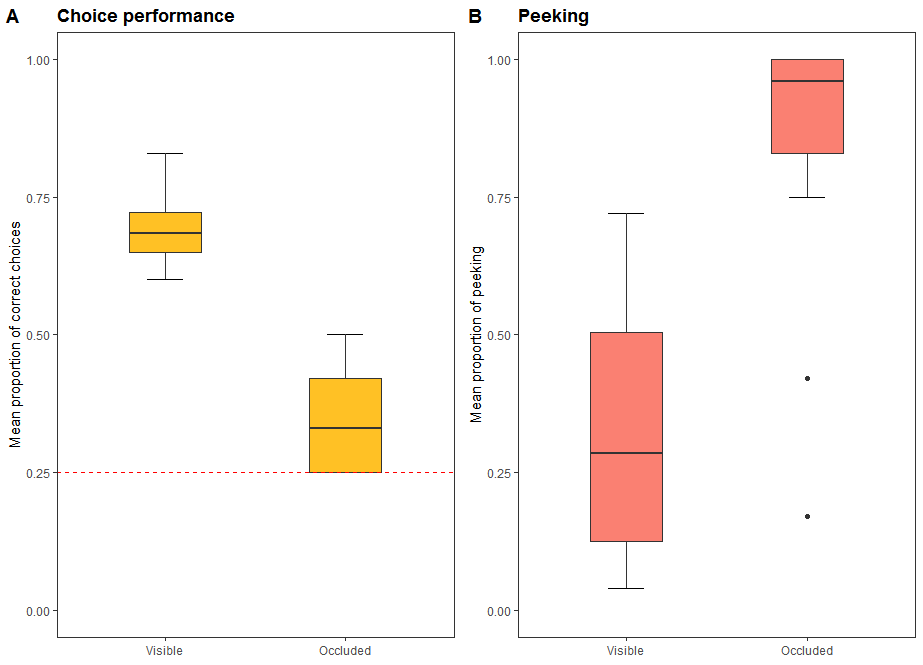 A Choice performance
Mean proportion of correct choices
1.00
0.75
0.50
0.25
0.00
Visible Occluded
B Peeking
Mean proportion of peeking
1.00
0.75
0.50
0.25
0.00
Visible Occluded